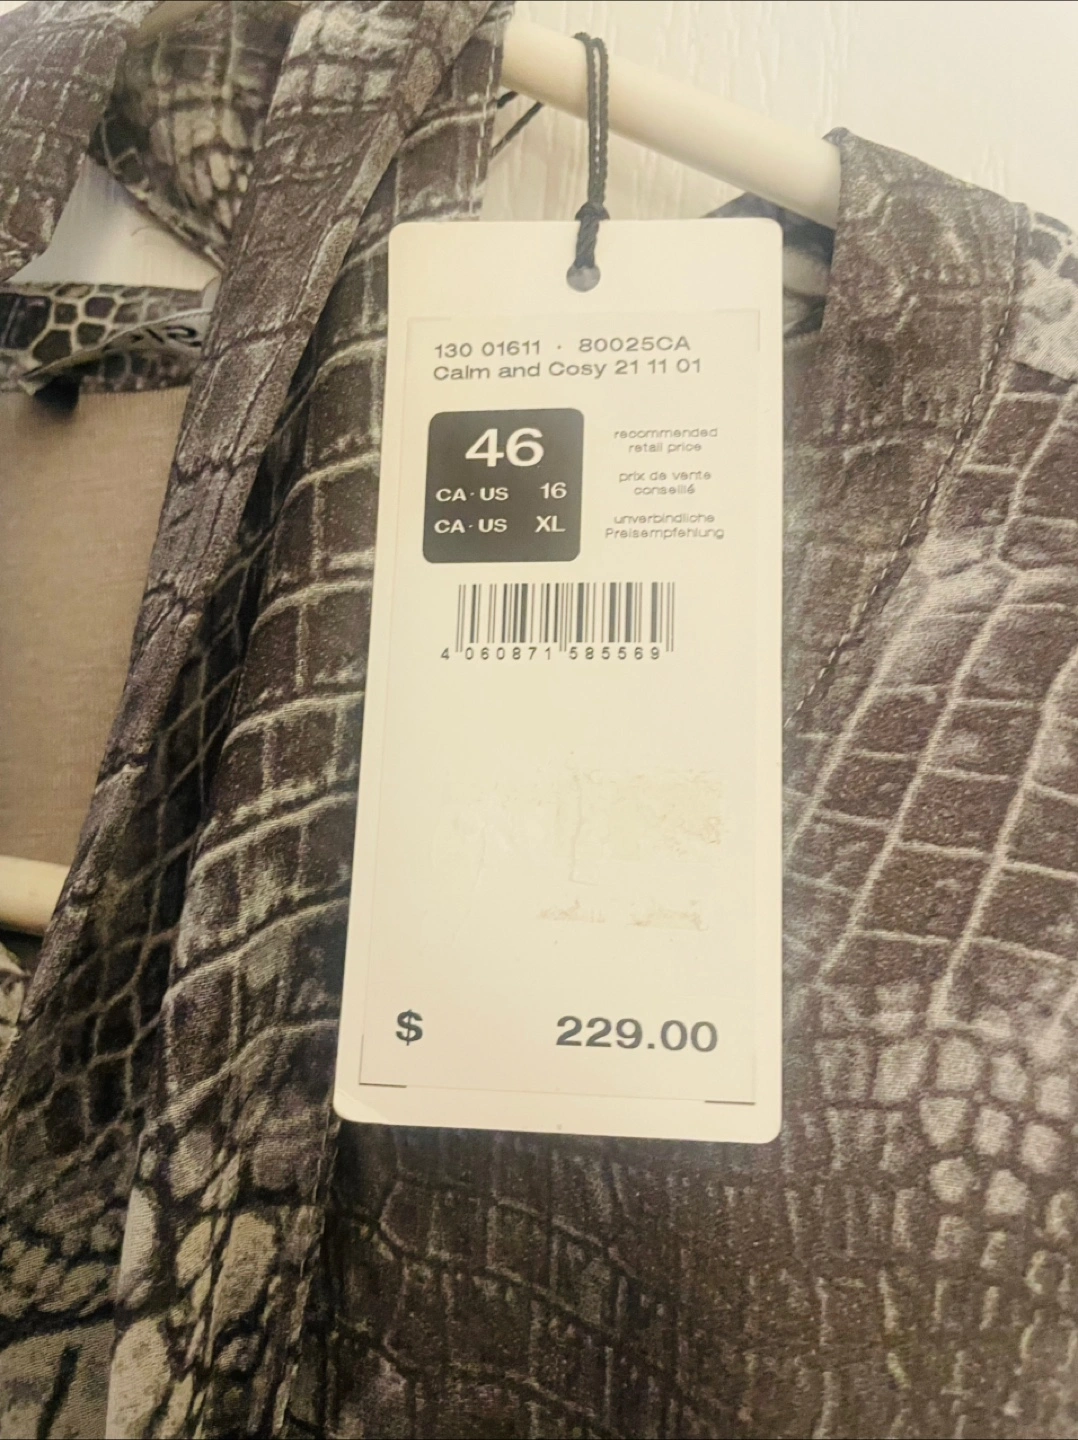 130 01611 · 80025CA
Calm and Cosy 21 11 01
46
CA·US 16
CA·US XL
recommended
retail price
prix de vente
conseillé
unverbindliche
Preisempfehlung
4 060871 585569
$ 229.00